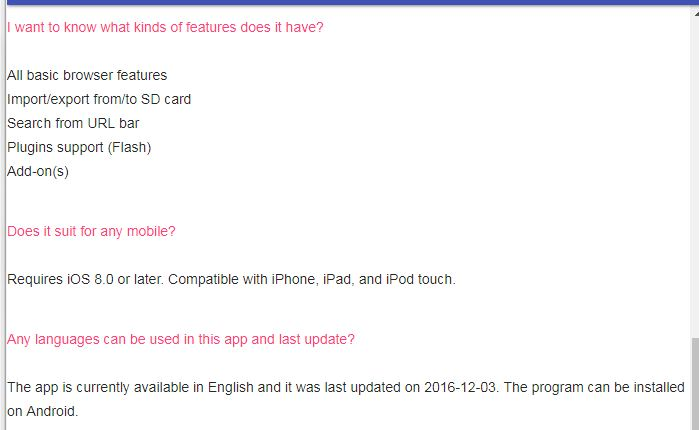 I want to know what kinds of features does it have?
All basic browser features
Import/export from/to SD card
Search from URL bar
Plugins support (Flash)
Add-on(s)
Does it suit for any mobile?
Requires iOS 8.0 or later. Compatible with iPhone, iPad, and iPod touch.
Any languages can be used in this app and last update?
The app is currently available in English and it was last updated on 2016-12-03. The program can be installed
on Android.